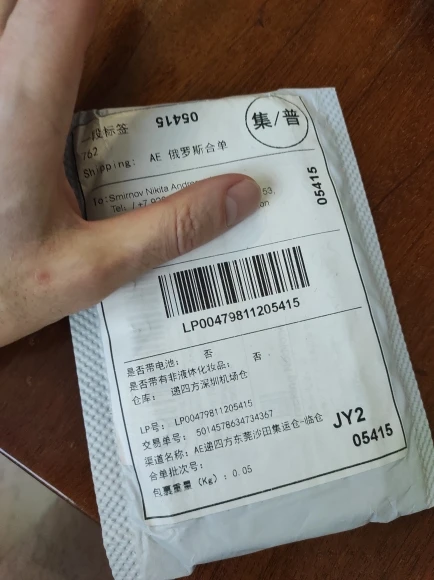 一段标签
05415
集/普
762
Shipping: AE 俄罗斯合单
05415
To: Smirnov Nikita
53,
Tel: / +7
LP00479811205415
是否带电池: 否
是否带有非液体化妆品: 否
仓库: 递四方深圳机场仓
LP号: LP00479811205415
交易单号: 5014578634734367
渠道名称: AE递四方东莞沙田集运仓-临仓
合单批次号:
包裹重量 (Kg): 0.05
JY2
05415